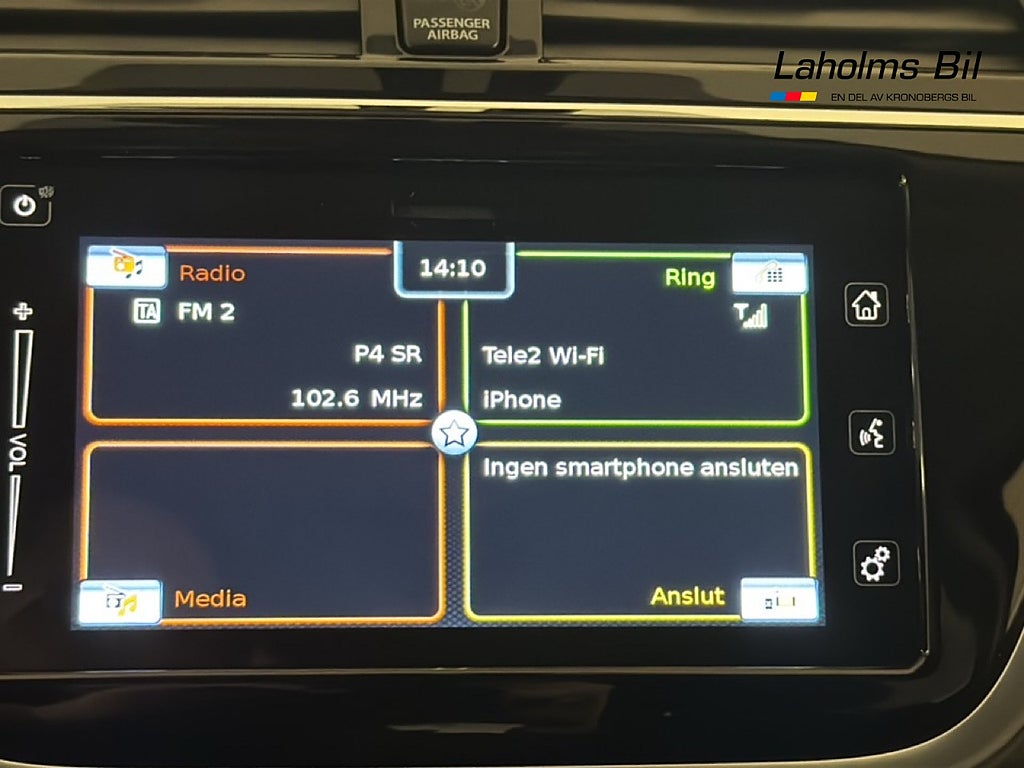 PASSENGER
AIRBAG
Laholms Bil
EN DEL AV KRONOBERGS BIL
14:10
Radio
TA FM 2
P4 SR
102.6 MHz
Ring
Tele2 Wi-Fi
iPhone
Media
Ingen smartphone ansluten
Anslut
+
VOL
-